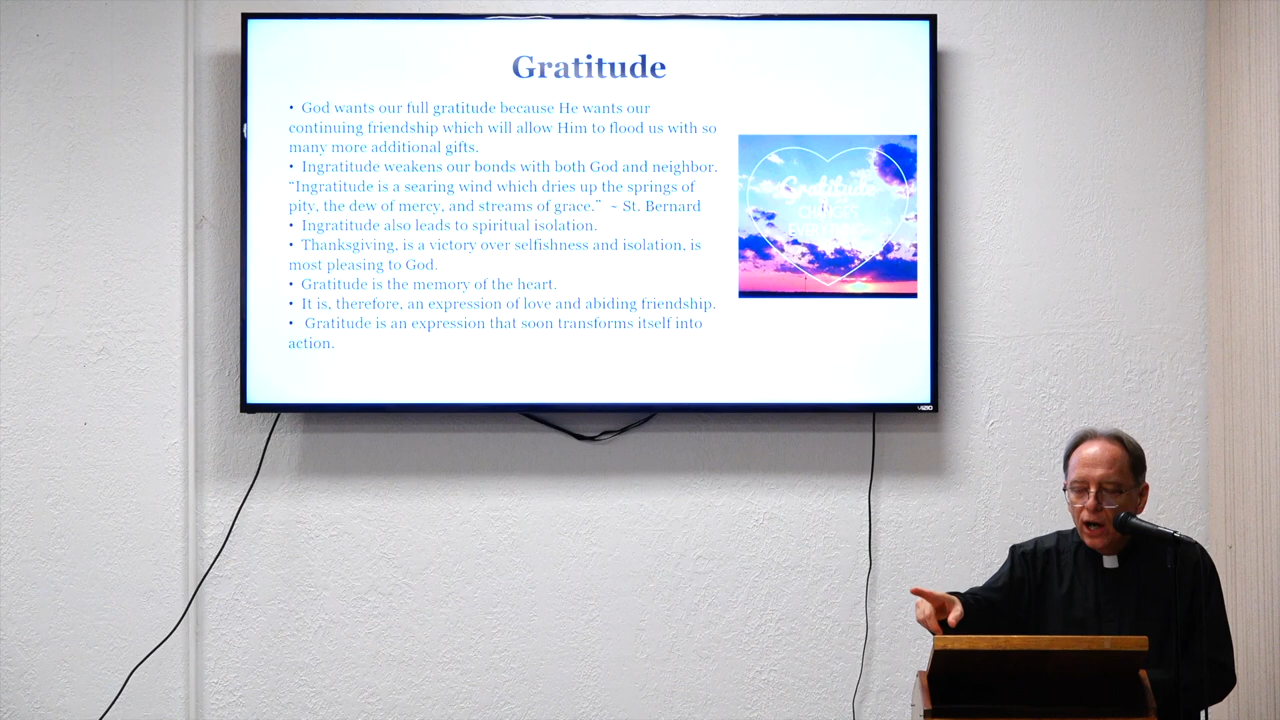 Gratitude
• God wants our full gratitude because He wants our
continuing friendship which will allow Him to flood us with so
many more additional gifts.
• Ingratitude weakens our bonds with both God and neighbor.
"Ingratitude is a searing wind which dries up the springs of
pity, the dew of mercy, and streams of grace." ~ St. Bernard
• Ingratitude also leads to spiritual isolation.
• Thanksgiving, is a victory over selfishness and isolation, is
most pleasing to God.
• Gratitude is the memory of the heart.
• It is, therefore, an expression of love and abiding friendship.
• Gratitude is an expression that soon transforms itself into
action.
Gratitude
CHANGES
VIZIO